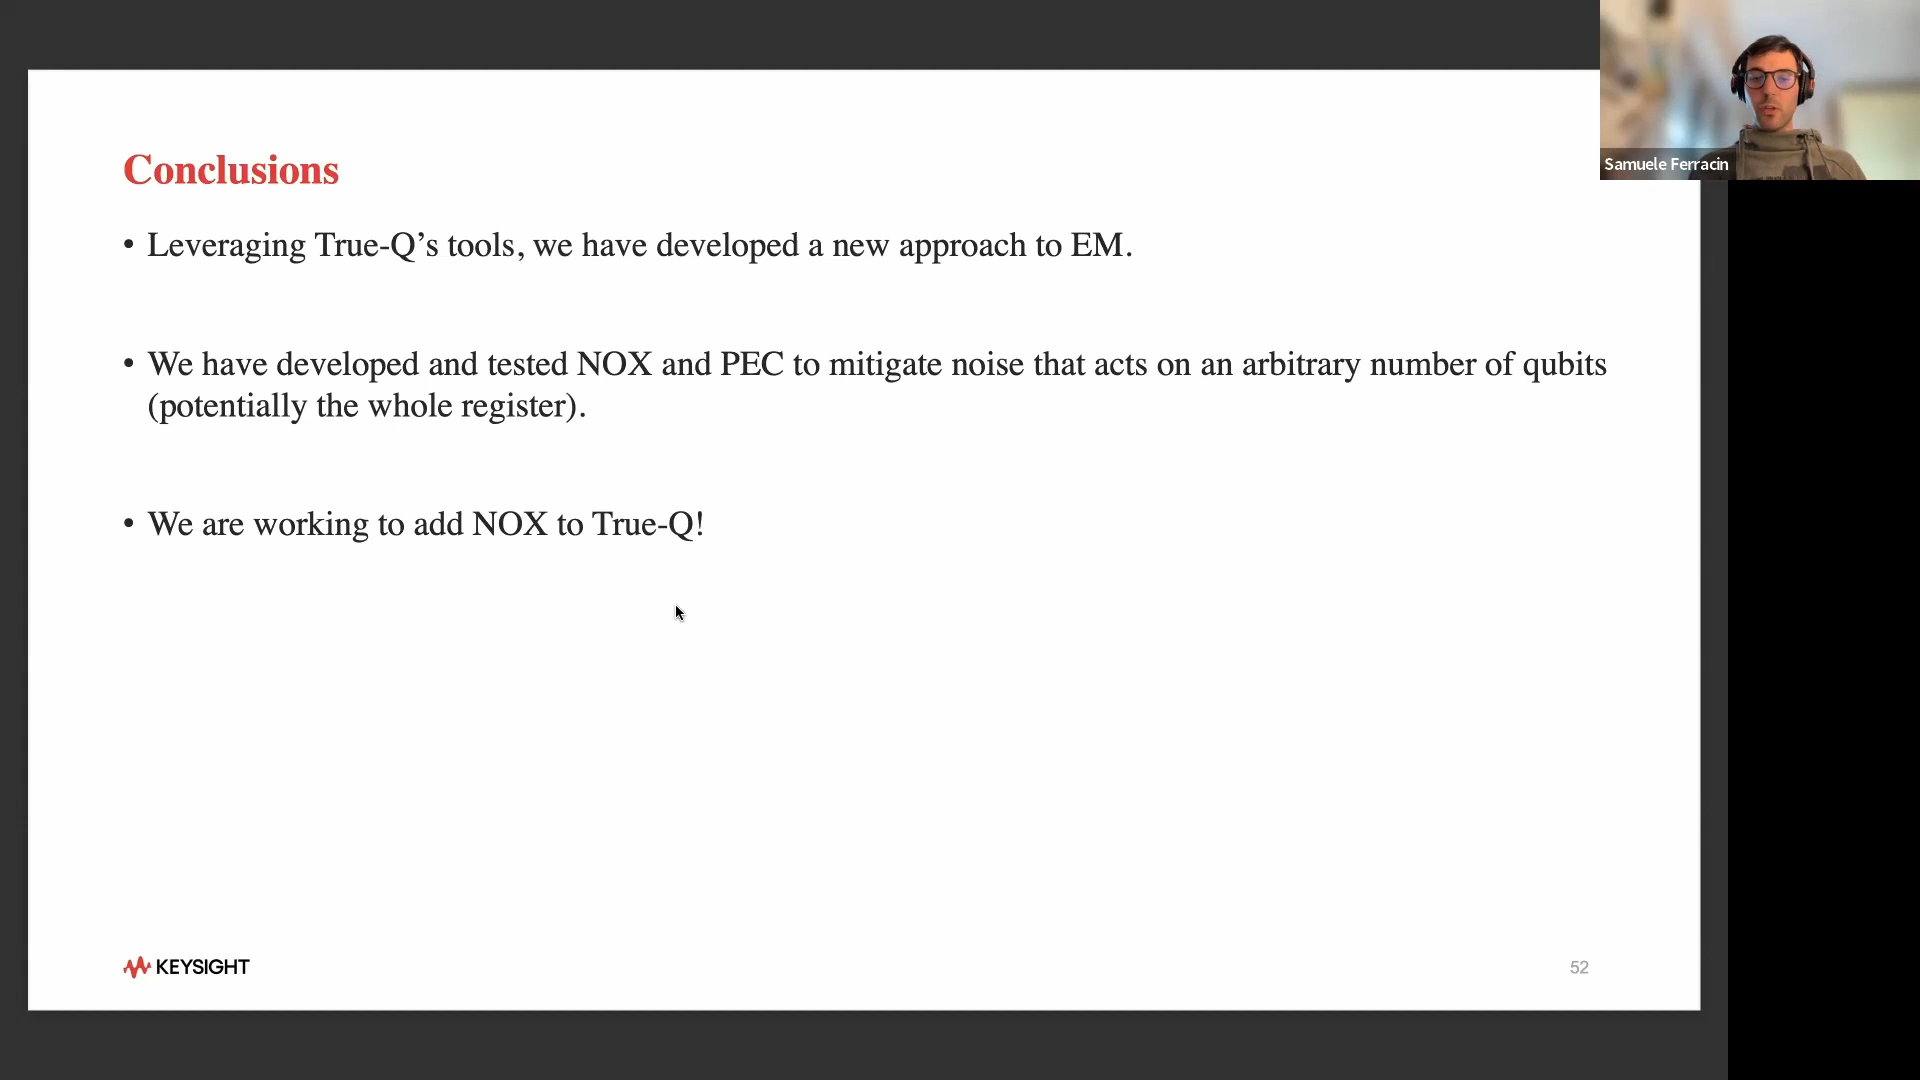 Samuele Ferracin
Conclusions
• Leveraging True-Q’s tools, we have developed a new approach to EM.
• We have developed and tested NOX and PEC to mitigate noise that acts on an arbitrary number of qubits
(potentially the whole register).
• We are working to add NOX to True-Q!
KEYSIGHT
52